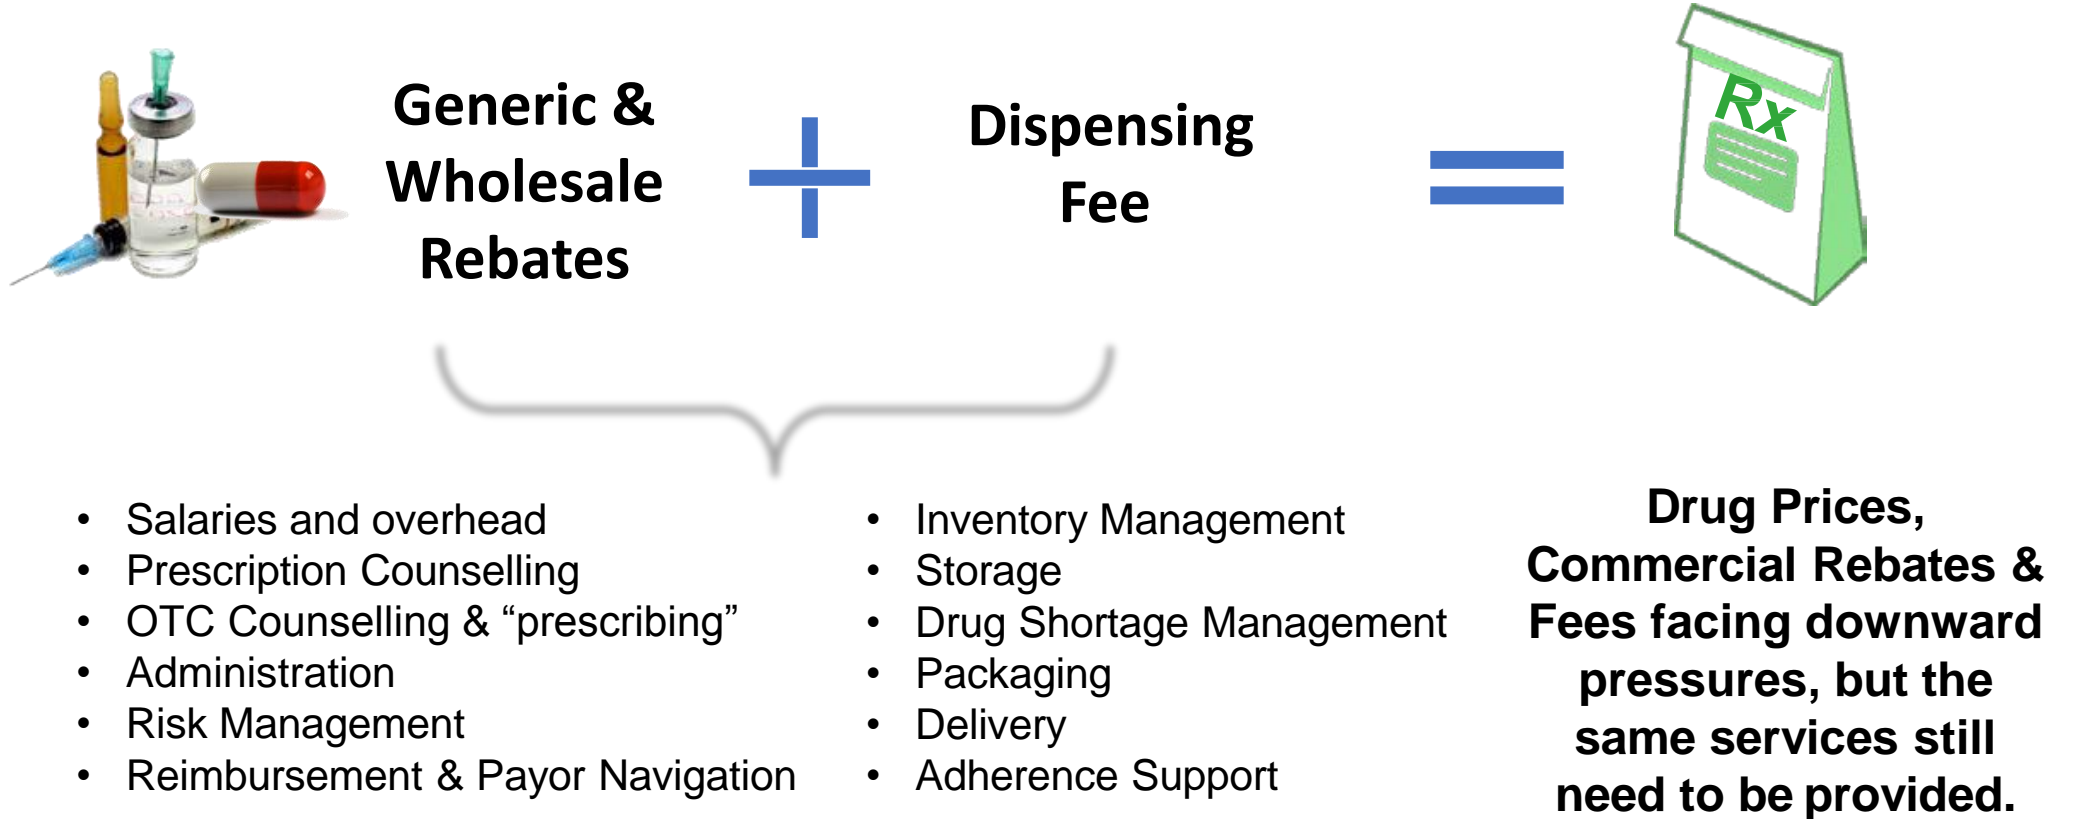 Generic &
Wholesale
Rebates
Dispensing
Fee
Rx
• Salaries and overhead
• Prescription Counselling
• OTC Counselling & “prescribing”
• Administration
• Risk Management
• Reimbursement & Payor Navigation
• Inventory Management
• Storage
• Drug Shortage Management
• Packaging
• Delivery
• Adherence Support
Drug Prices,
Commercial Rebates &
Fees facing downward
pressures, but the
same services still
need to be provided.